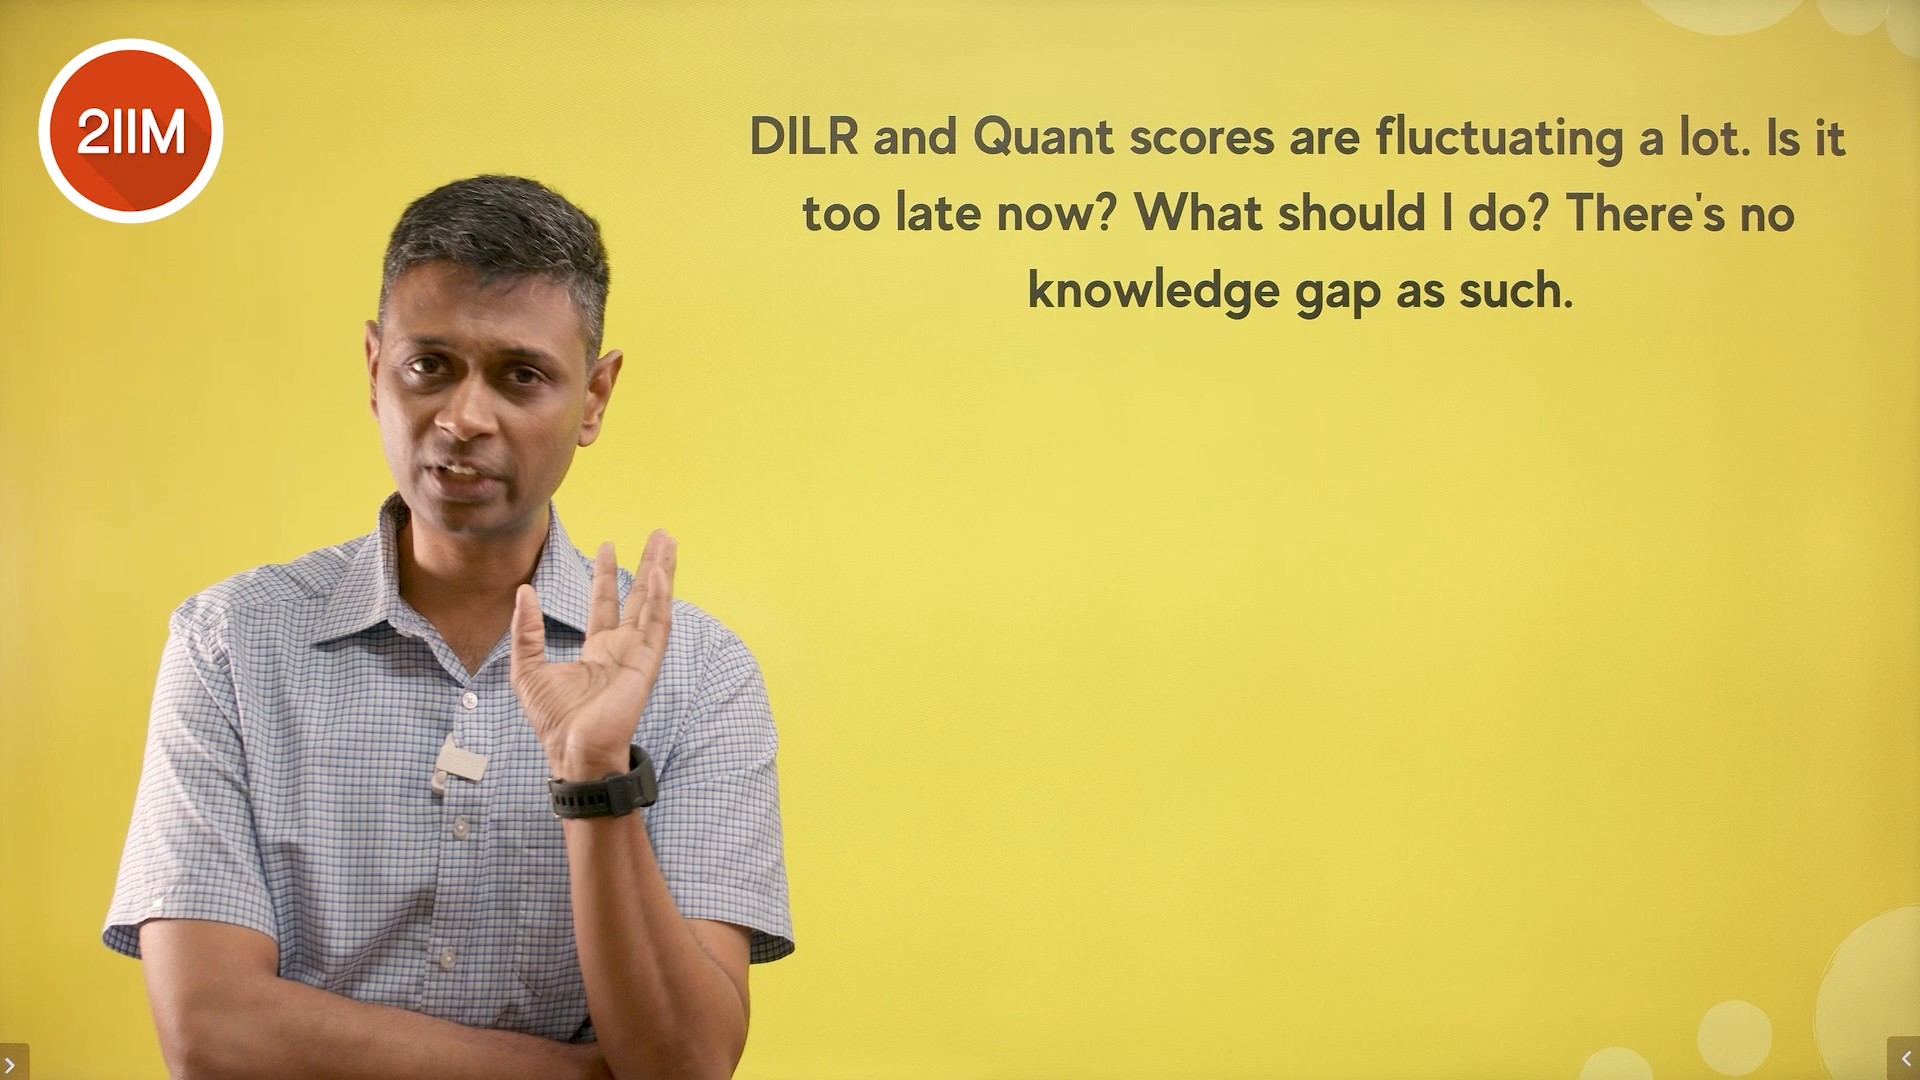 2IIM
DILR and Quant scores are fluctuating a lot. Is it
too late now? What should I do? There's no
knowledge gap as such.